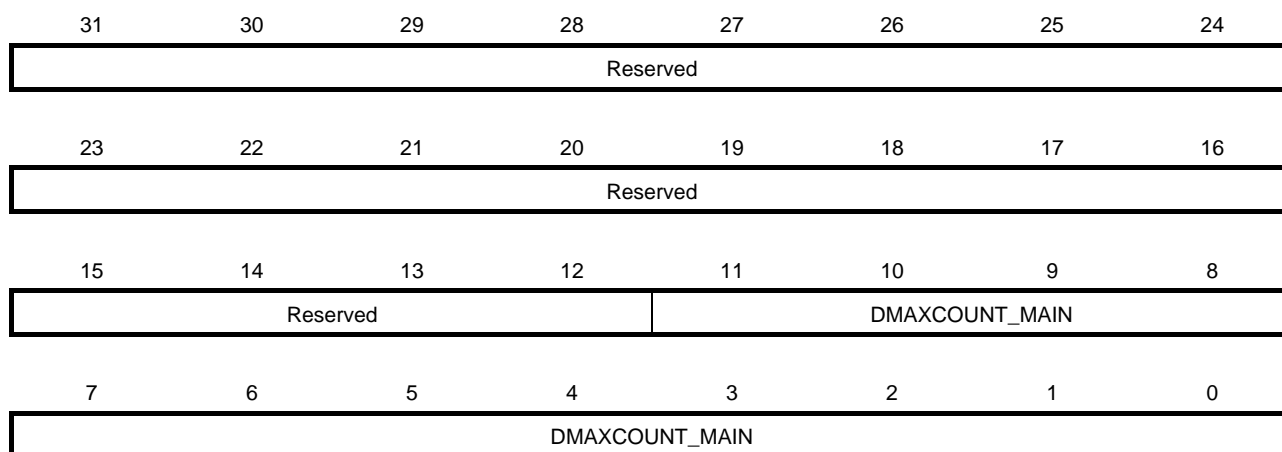 31 30 29 28 27 26 25 24
Reserved
23 22 21 20 19 18 17 16
Reserved
15 14 13 12 11 10 9 8
Reserved DMAXCOUNT_MAIN
7 6 5 4 3 2 1 0
DMAXCOUNT_MAIN